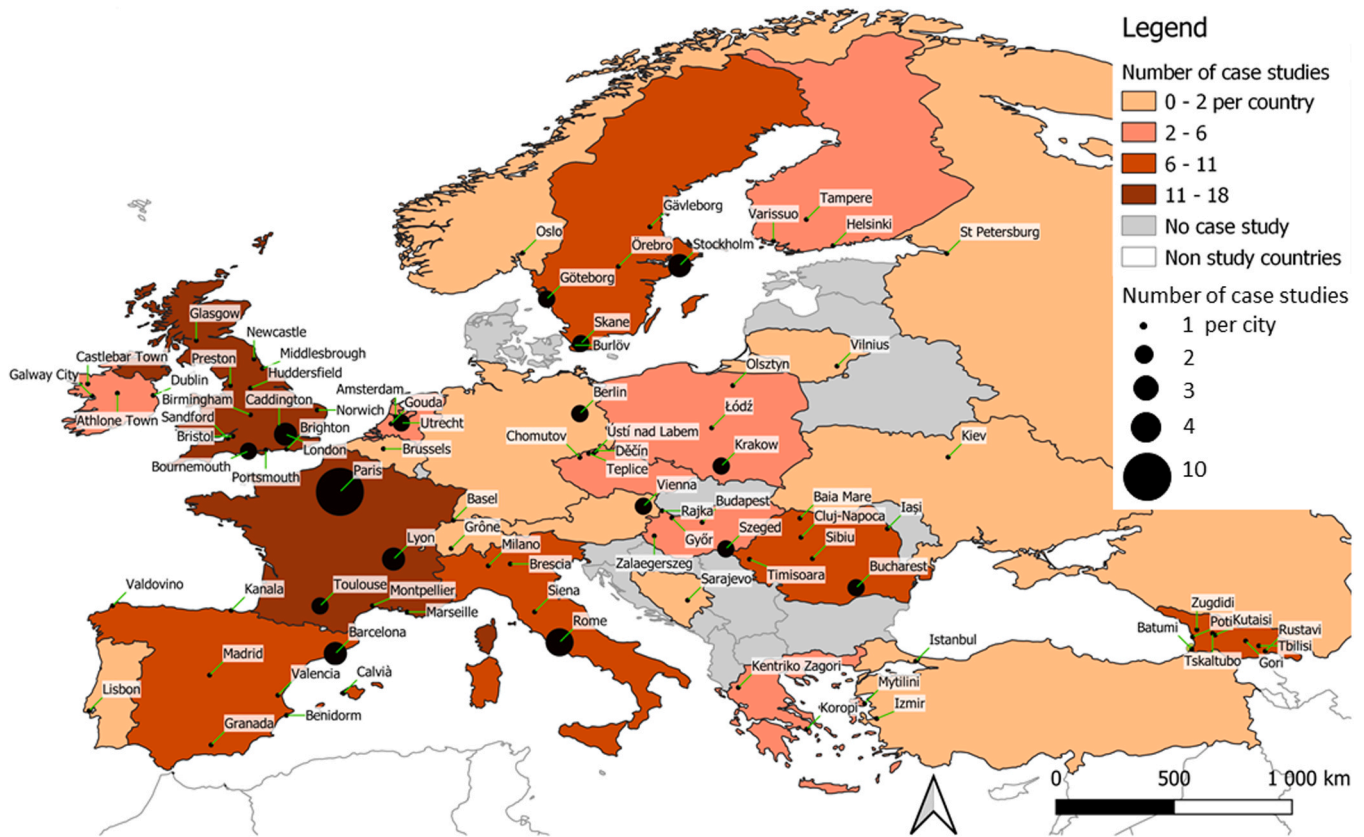 Legend
Number of case studies
0 - 2 per country
2 - 6
6 - 11
11 - 18
No case study
Non study countries
Number of case studies
1 per city
2
3
4
10
Gävleborg
Tampere
Varissuo
Helsinki
St Petersburg
Oslo
Örebro
Stockholm
Göteborg
Skane
Burlöv
Glasgow
Newcastle
Castlebar Town
Preston
Middlesbrough
Galway City
Huddersfield
Dublin
Amsterdam
Birmingham
Caddington
Gouda
Berlin
Olsztyn
Vilnius
Athlone Town
Sandford
Norwich
Utrecht
Łódź
Bristol
Brighton
Chomutov
Ústí nad Labem
Kiev
Bournemouth
London
Brussels
Děčín
Krakow
Portsmouth
Teplice
Paris
Vienna
Basel
Budapest
Baia Mare
Rajka
Cluj-Napoca
Iași
Grône
Győr
Szeged
Sibiu
Lyon
Milano
Zalaegerszeg
Brescia
Timisoara
Bucharest
Sarajevo
Valdovino
Kanala
Toulouse
Montpellier
Siena
Marseille
Rome
Zugdidi
Poti
Kutaisi
Batumi
Rustavi
Tbilisi
Tskaltubo
Gori
Barcelona
Istanbul
Madrid
Valencia
Calvià
Kentriko Zagori
Mytilini
Lisbon
Koropi
Izmir
Granada
Benidorm
0 500 1 000 km